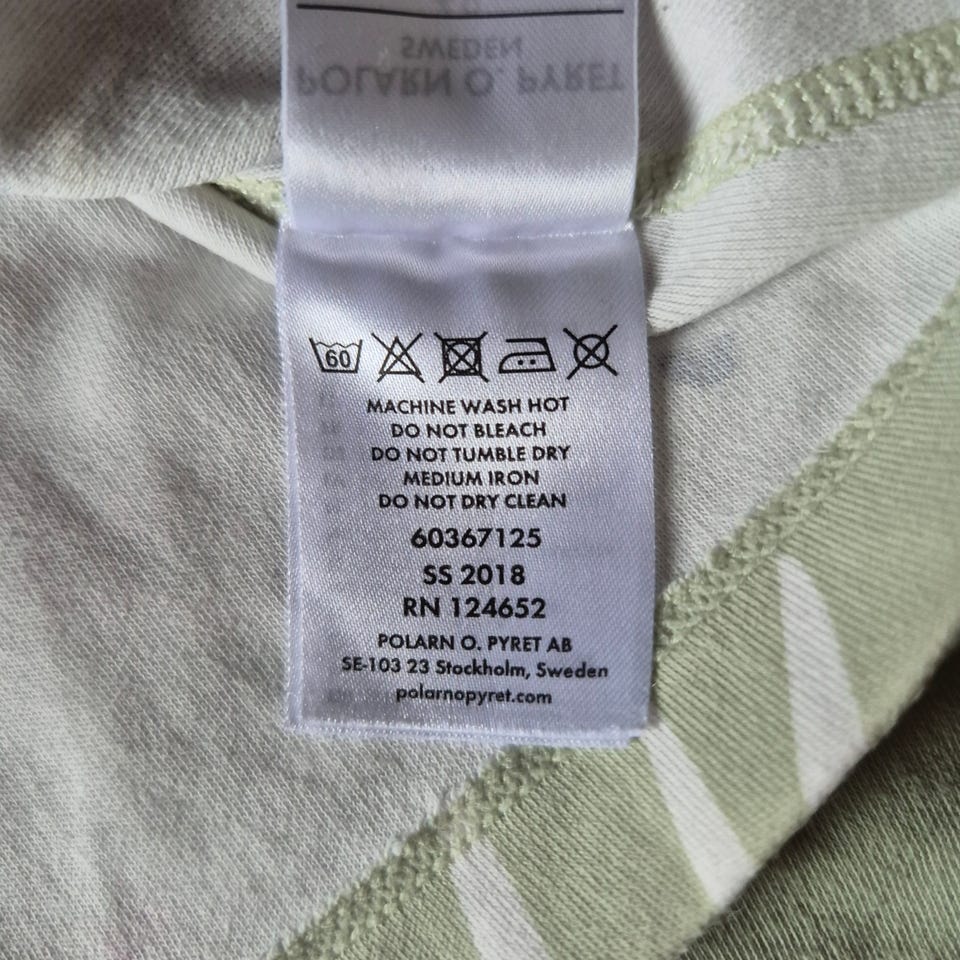 SWEDEN
POLARN O. PYRET
60
MACHINE WASH HOT
DO NOT BLEACH
DO NOT TUMBLE DRY
MEDIUM IRON
DO NOT DRY CLEAN
60367125
SS 2018
RN 124652
POLARN O. PYRET AB
SE-103 23 Stockholm, Sweden
polarnopyret.com